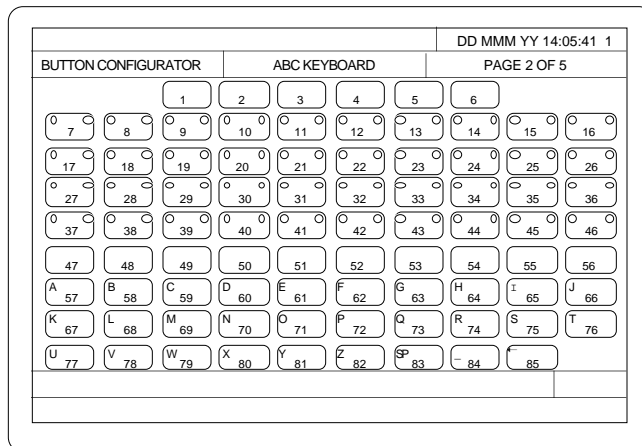 DD MMM YY 14:05:41 1
BUTTON CONFIGURATOR ABC KEYBOARD PAGE 2 OF 5
1 2 3 4 5 6
7 8 9 10 11 12 13 14 15 16
17 18 19 20 21 22 23 24 25 26
27 28 29 30 31 32 33 34 35 36
37 38 39 40 41 42 43 44 45 46
47 48 49 50 51 52 53 54 55 56
A 57 B 58 C 59 D 60 E 61 F 62 G 63 H 64 I 65 J 66
K 67 L 68 M 69 N 70 O 71 P 72 Q 73 R 74 S 75 T 76
U 77 V 78 W 79 X 80 Y 81 Z 82 SP 83 _ 84 ← 85